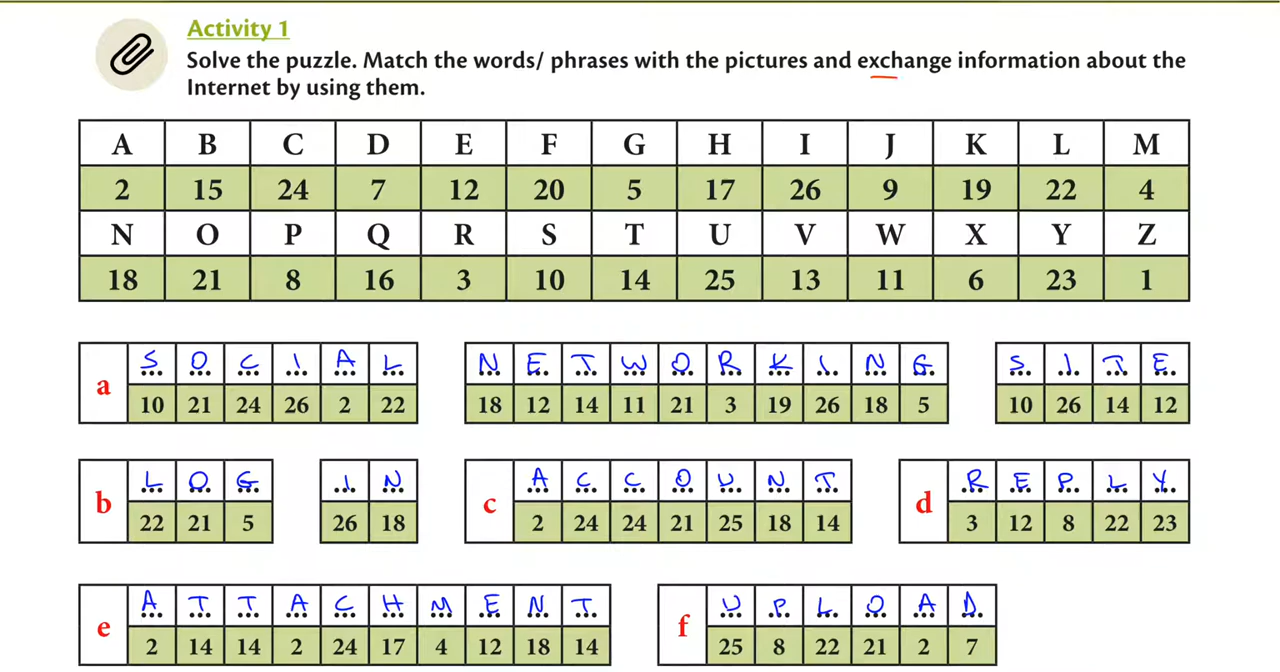 Activity 1
Solve the puzzle. Match the words/ phrases with the pictures and exchange information about the
Internet by using them.
A B C D E F G H I J K L M
2 15 24 7 12 20 5 17 26 9 19 22 4
N O P Q R S T U V W X Y Z
18 21 8 16 3 10 14 25 13 11 6 23 1
a S O C I A L N E T W O R K I N G S I T E
10 21 24 26 2 22 18 12 14 11 21 3 19 26 18 5 10 26 14 12
b L O G I N c A C C O U N T d R E P L Y
22 21 5 26 18 2 24 24 21 25 18 14 3 12 8 22 23
e A T T A C H M E N T f U P L O A D
2 14 14 2 24 17 4 12 18 14 25 8 22 21 2 7